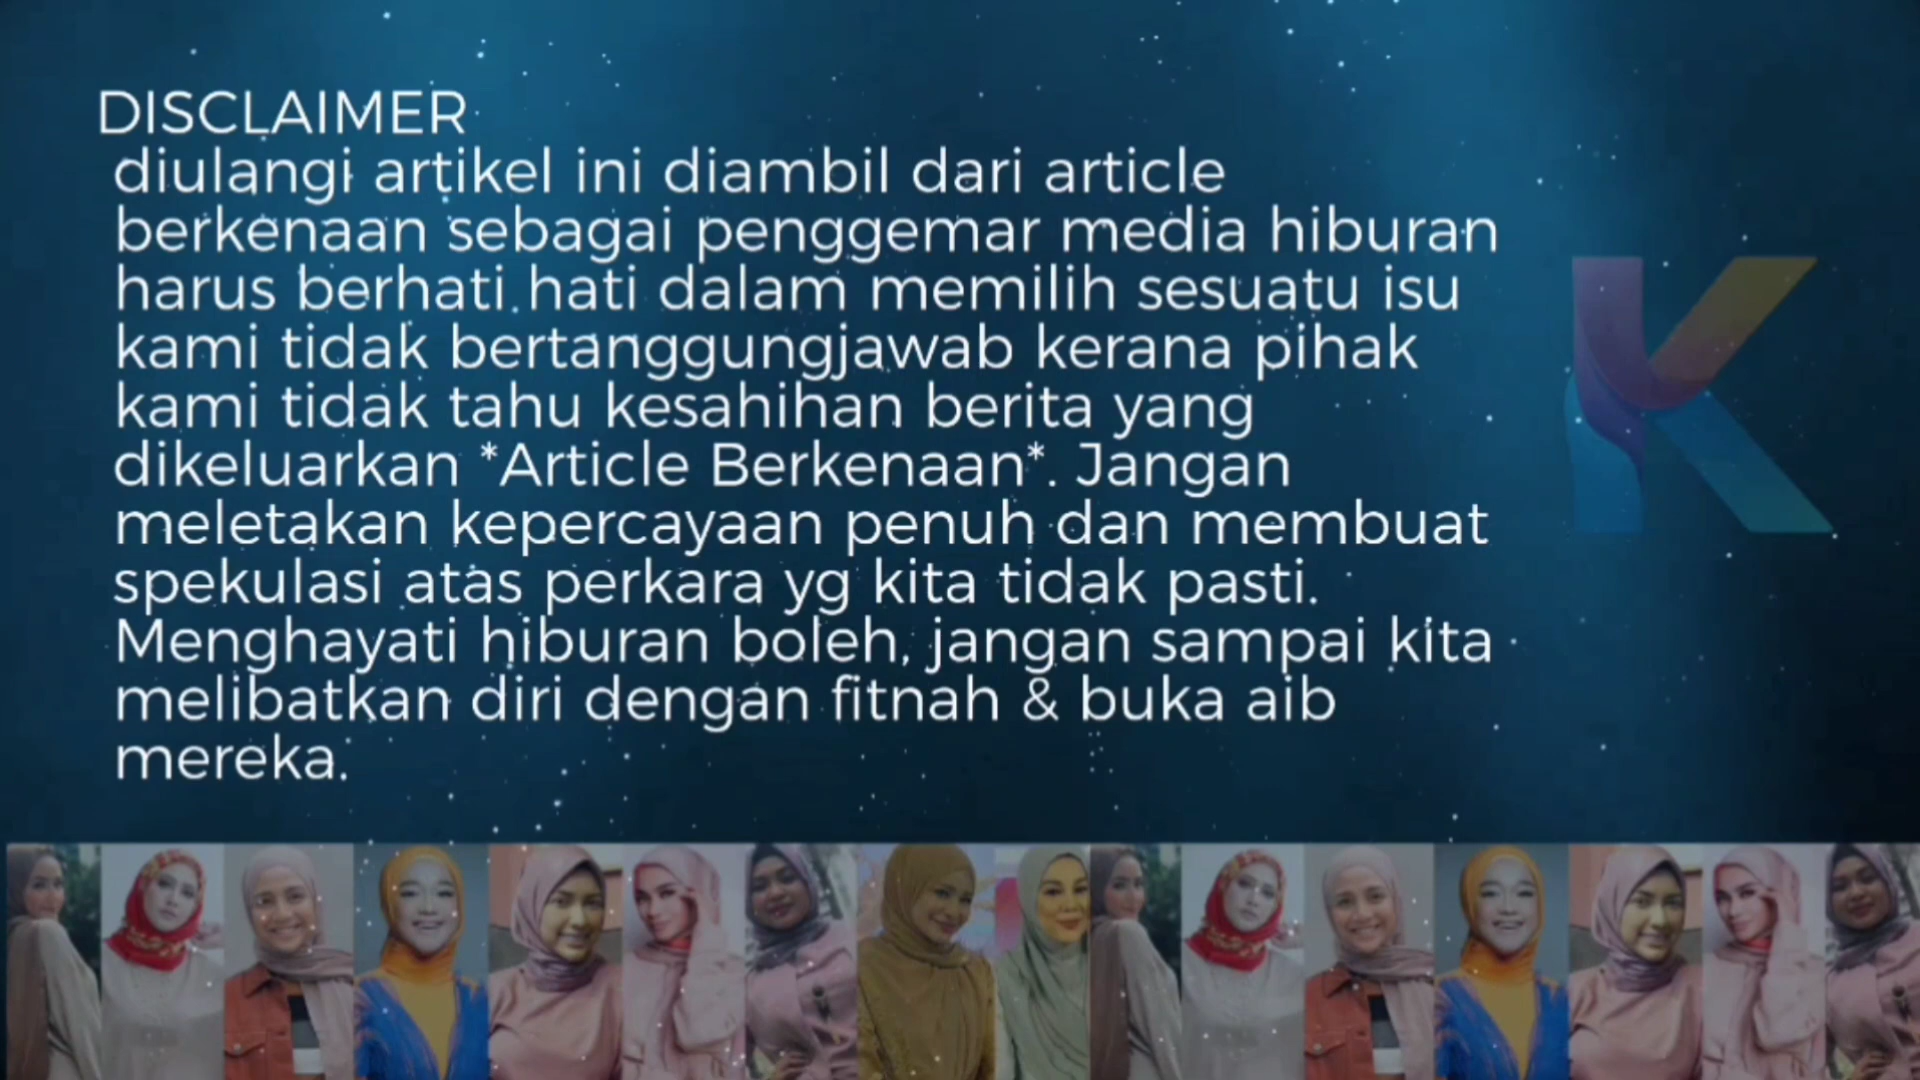 DISCLAIMER
diulangi artikel ini diambil dari article
berkenaan sebagai penggemar media hiburan
harus berhati.hati dalam memilih sesuatu isu
kami tidak bertanggungjawab kerana pihak
kami tidak tahu kesahihan berita yang
dikeluarkan *Article Berkenaan*. Jangan
meletakan kepercayaan penuh dan membuat
spekulasi atas perkara yg kita tidak pasti.
Menghayati hiburan boleh, jangan sampai kita
melibatkan diri dengan fitnah & buka aib
mereka.
K